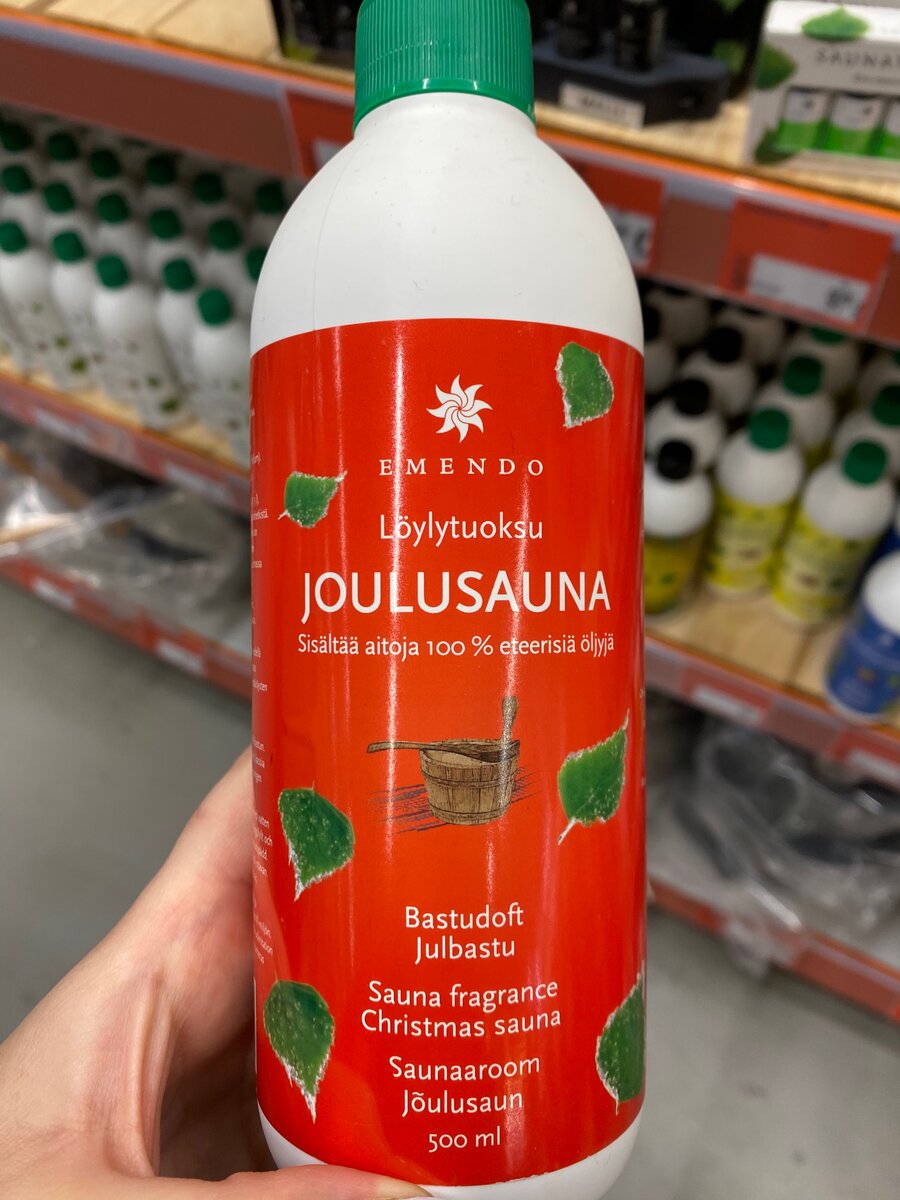 EMENDO
Löylytuoksu
JOULUSAUNA
Sisältää aitoja 100 % eteerisiä öljyjä
Bastudoft
Julbastu
Sauna fragrance
Christmas sauna
Saunaaroom
Jõulusaun
500 ml